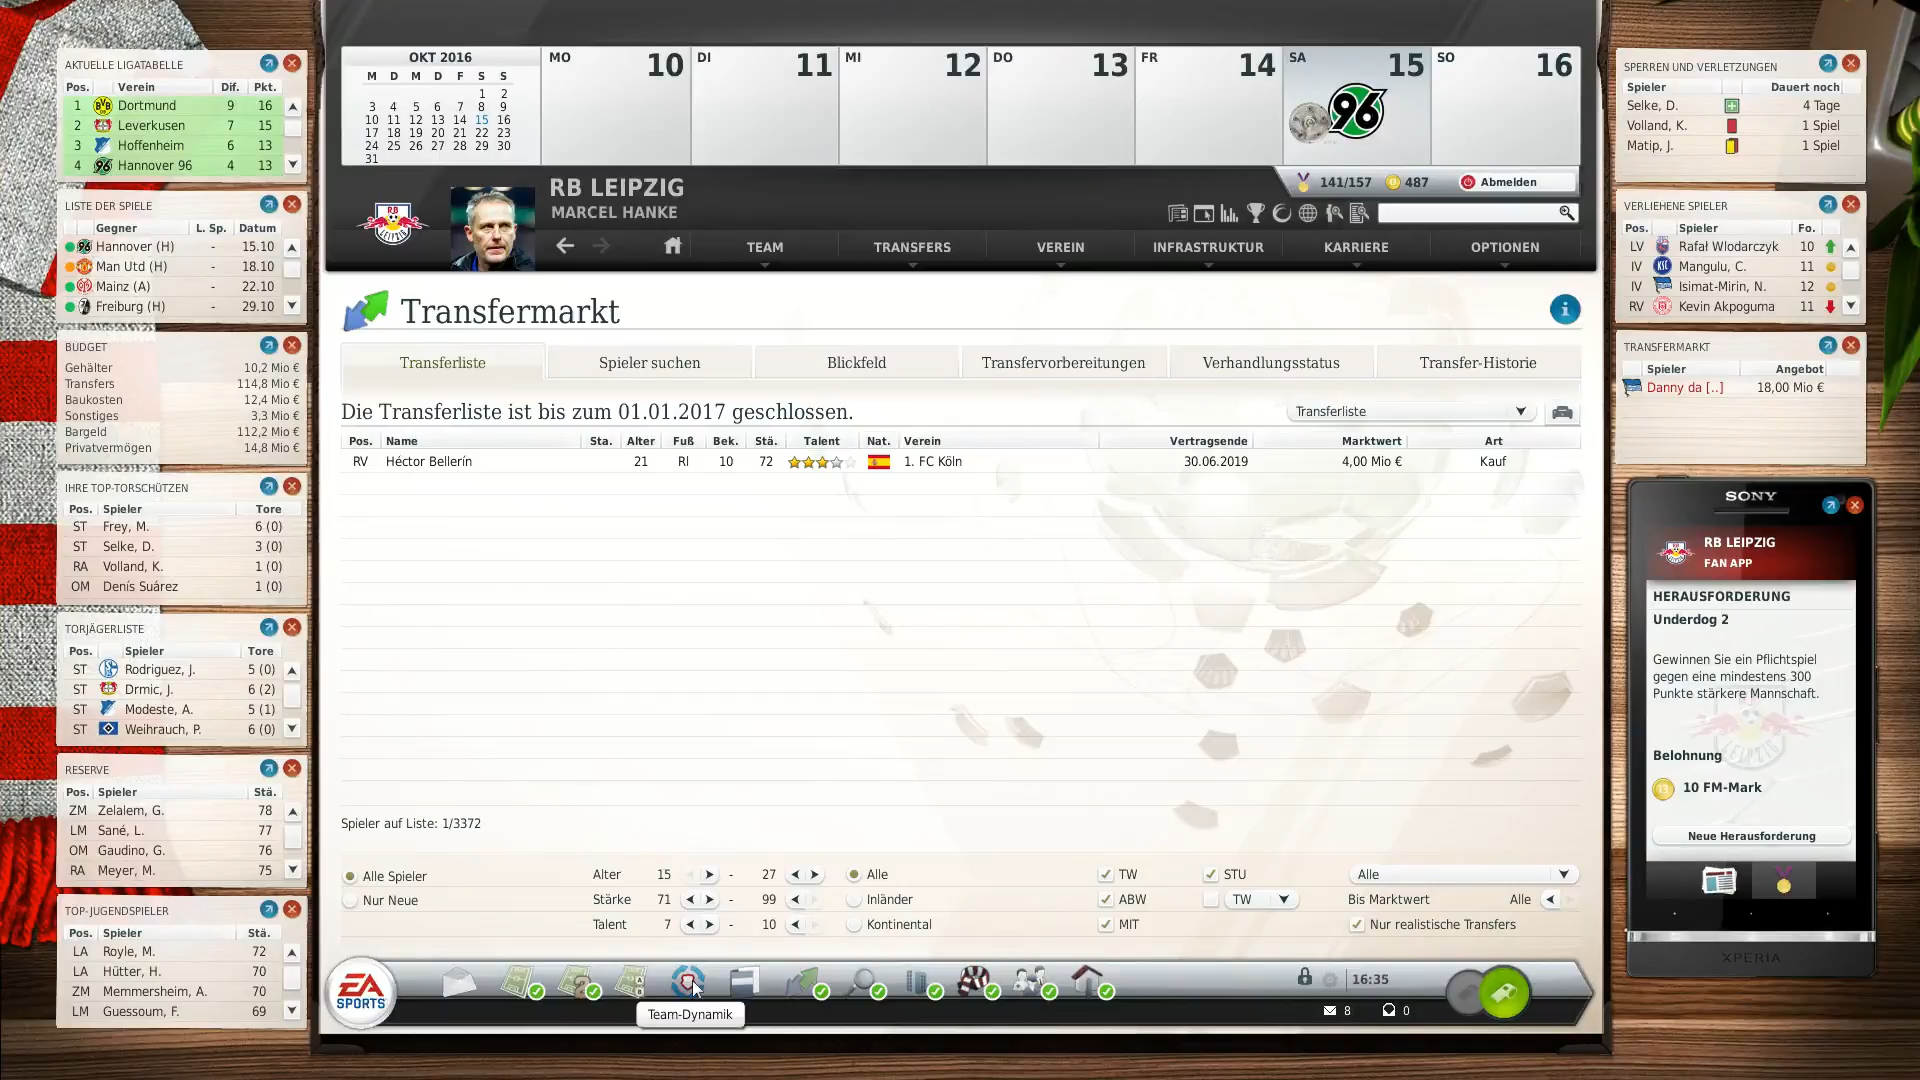 AKTUELLE LIGATABELLE
Pos. Verein Dif. Pkt.
1 Dortmund 9 16
2 Leverkusen 7 15
3 Hoffenheim 6 13
4 Hannover 96 4 13
LISTE DER SPIELE
Gegner L. Sp. Datum
Hannover (H) - 15.10
Man Utd (H) - 18.10
Mainz (A) - 22.10
Freiburg (H) - 29.10
BUDGET
Gehälter 10,2 Mio €
Transfers 114,8 Mio €
Baukosten 12,4 Mio €
Sonstiges 3,3 Mio €
Bargeld 112,2 Mio €
Privatvermögen 14,8 Mio €
IHRE TOP-TORSCHÜTZEN
Pos. Spieler Tore
ST Frey, M. 6 (0)
ST Selke, D. 3 (0)
RA Volland, K. 1 (0)
OM Denis Suárez 1 (0)
TORJÄGERLISTE
Pos. Spieler Tore
ST Rodriguez, J. 5 (0)
ST Drmic, J. 6 (2)
ST Modeste, A. 5 (1)
ST Weihrauch, P. 6 (0)
RESERVE
Pos. Spieler Stä.
ZM Zelalem, G. 78
LM Sané, L. 77
OM Gaudino, G. 76
RA Meyer, M. 75
TOP-JUGENDSPIELER
Pos. Spieler Stä.
LA Royle, M. 72
LA Hütter, H. 70
ZM Memmersheim, A. 70
LM Guessoum, F. 69
OKT 2016
M D M D F S S
1 2
3 4 5 6 7 8 9
10 11 12 13 14 15 16
17 18 19 20 21 22 23
24 25 26 27 28 29 30
31
MO 10 DI 11 MI 12 DO 13 FR 14 SA 15 SO 16
96
141/157 487 Abmelden
RB LEIPZIG
MARCEL HANKE
RB LEIPZIG
TEAM TRANSFERS VEREIN INFRASTRUKTUR KARRIERE OPTIONEN
Transfermarkt
Transferliste Spieler suchen Blickfeld Transfervorbereitungen Verhandlungsstatus Transfer-Historie
Die Transferliste ist bis zum 01.01.2017 geschlossen.
Transferliste
Pos. Name Sta. Alter Fuß Bek. Stä. Talent Nat. Verein Vertragsende Marktwert Art
RV Héctor Bellerín 21 Rl 10 72 1. FC Köln 30.06.2019 4,00 Mio € Kauf
Spieler auf Liste: 1/3372
Alle Spieler Alter 15 - 27 Alle TW STU Alle
Nur Neue Stärke 71 - 99 Inländer ABW TW Bis Marktwert Alle
Talent 7 - 10 Kontinental MIT Nur realistische Transfers
EA SPORTS
16:35
Team-Dynamik
8 0
SPERREN UND VERLETZUNGEN
Spieler Dauert noch
Selke, D. 4 Tage
Volland, K. 1 Spiel
Matip, J. 1 Spiel
VERLIEHENE SPIELER
Pos. Spieler Fo.
LV Rafał Wlodarczyk 10
IV Mangulu, C. 11
IV Isimat-Mirin, N. 12
RV Kevin Akpoguma 11
TRANSFERMARKT
Spieler Angebot
Danny da [..] 18,00 Mio €
SONY
RB LEIPZIG
FAN APP
HERAUSFORDERUNG
Underdog 2
Gewinnen Sie ein Pflichtspiel
gegen eine mindestens 300
Punkte stärkere Mannschaft.
Belohnung
13 10 FM-Mark
Neue Herausforderung
XPERIA